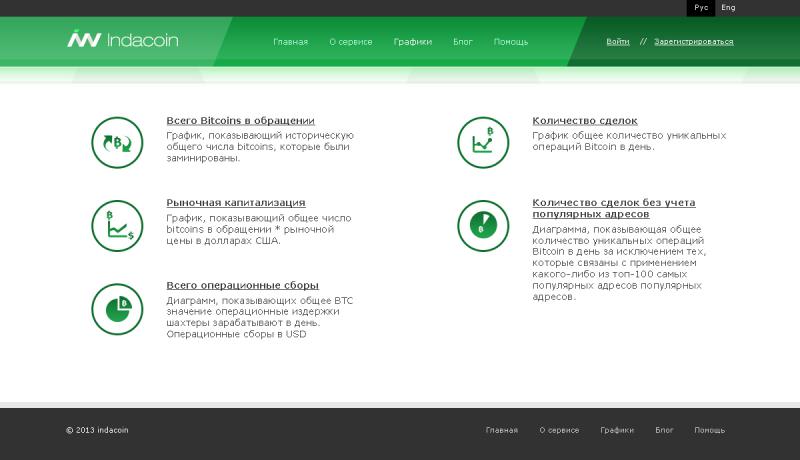 Рус Eng
Indacoin
Главная О сервисе Графики Блог Помощь
Войти // Зарегистрироваться
Всего Bitcoins в обращении
График, показывающий историческую
общего числа bitcoins, которые были
заминированы.
Количество сделок
График общее количество уникальных
операций Bitcoin в день.
Рыночная капитализация
График, показывающий общее число
bitcoins в обращении * рыночной
цены в долларах США.
Количество сделок без учета
популярных адресов
Диаграмма, показывающая общее
количество уникальных операций
Bitcoin в день за исключением тех,
которые связаны с применением
какого-либо из топ-100 самых
популярных адресов популярных
адресов.
Всего операционные сборы
Диаграмм, показывающих общее BTC
значение операционные издержки
шахтеры зарабатывают в день.
Операционные сборы в USD
© 2013 indacoin
Главная О сервисе Графики Блог Помощь